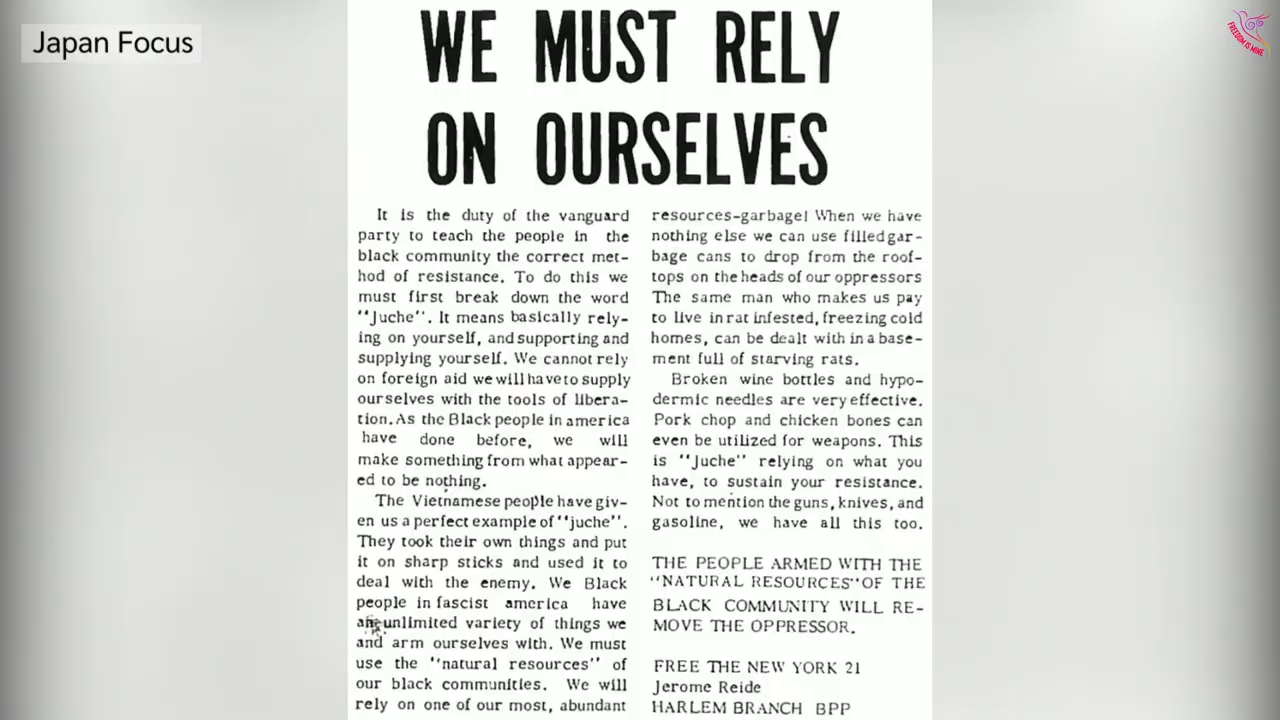 Japan Focus
FREEDOM IS MINE
WE MUST RELY
ON OURSELVES
It is the duty of the vanguard
party to teach the people in the
black community the correct met-
hod of resistance. To do this we
must first break down the word
"Juche". It means basically rely-
ing on yourself, and supporting and
supplying yourself. We cannot rely
on foreign aid we will have to supply
ourselves with the tools of libera-
tion. As the Black people in america
have done before, we will
make something from what appear-
ed to be nothing.
The Vietnamese people have giv-
en us a perfect example of "juche".
They took their own things and put
it on sharp sticks and used it to
deal with the enemy. We Black
people in fascist america have
an unlimited variety of things we
and arm ourselves with. We must
use the "natural resources" of
our black communities. We will
rely on one of our most, abundant
resources-garbage! When we have
nothing else we can use filled gar-
bage cans to drop from the roof-
tops on the heads of our oppressors
The same man who makes us pay
to live in rat infested, freezing cold
homes, can be dealt with in a base-
ment full of starving rats.
Broken wine bottles and hypo-
dermic needles are very effective.
Pork chop and chicken bones can
even be utilized for weapons. This
is "Juche" relying on what you
have, to sustain your resistance.
Not to mention the guns, knives, and
gasoline, we have all this too.
THE PEOPLE ARMED WITH THE
"NATURAL RESOURCES" OF THE
BLACK COMMUNITY WILL RE-
MOVE THE OPPRESSOR.
FREE THE NEW YORK 21
Jerome Reide
HARLEM BRANCH BPP